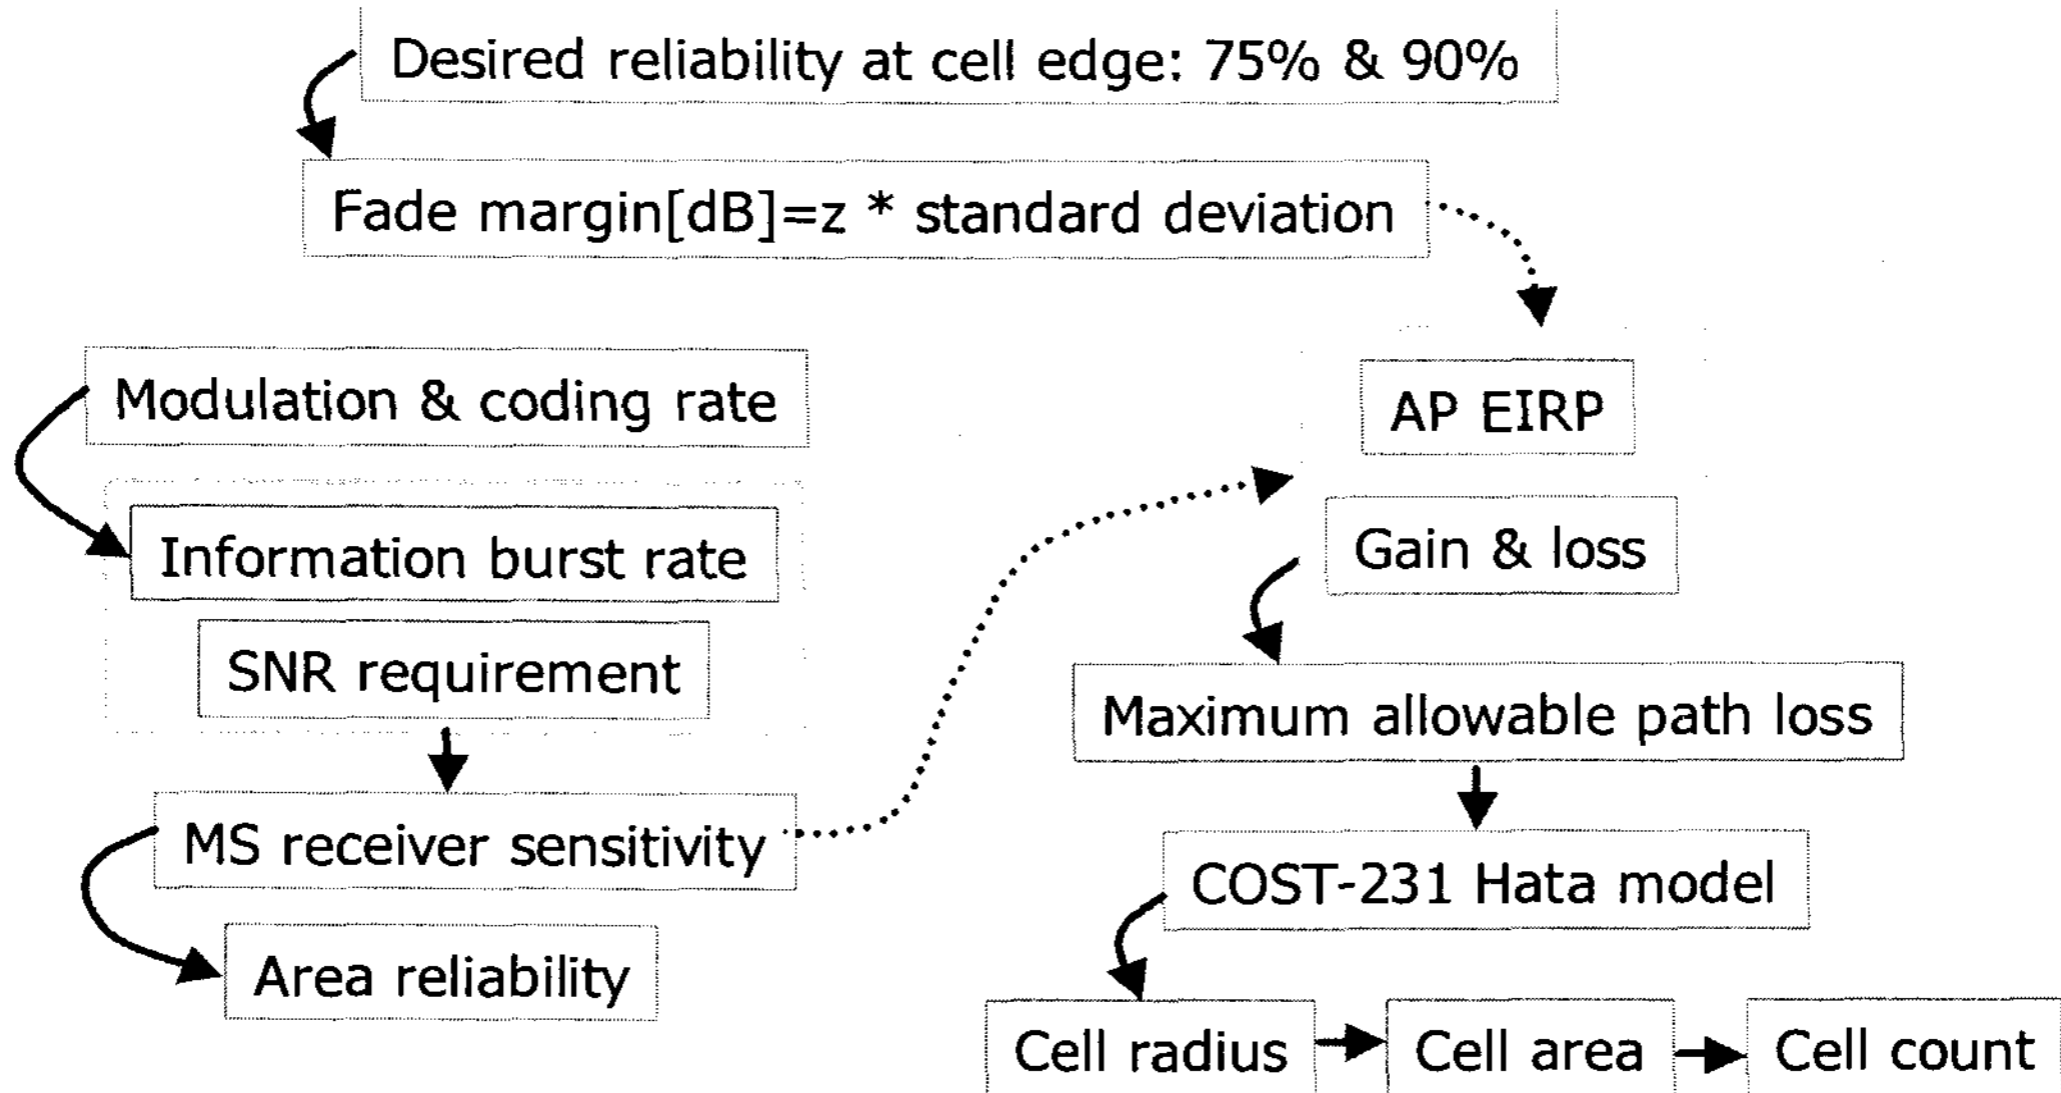 Desired reliability at cell edge: 75% & 90%
Fade margin[dB]=z * standard deviation
Modulation & coding rate
Information burst rate
SNR requirement
MS receiver sensitivity
Area reliability
AP EIRP
Gain & loss
Maximum allowable path loss
COST-231 Hata model
Cell radius
Cell area
Cell count